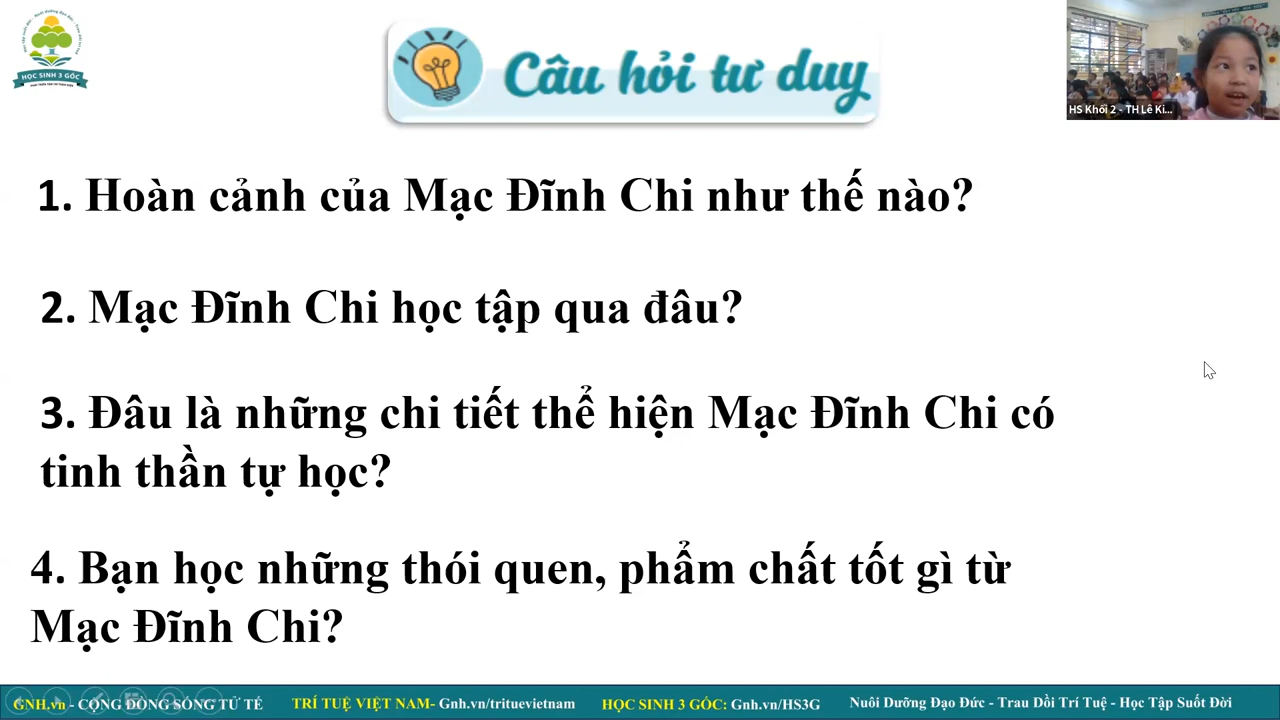 HỌC SINH 3 GỐC
Câu hỏi tư duy
HS Khối 2 - TH Lê Ki...
1. Hoàn cảnh của Mạc Đĩnh Chi như thế nào?
2. Mạc Đĩnh Chi học tập qua đâu?
3. Đâu là những chi tiết thể hiện Mạc Đĩnh Chi có
tinh thần tự học?
4. Bạn học những thói quen, phẩm chất tốt gì từ
Mạc Đĩnh Chi?
GNH.vn - CỘNG ĐỒNG SỐNG TỬ TẾ TRÍ TUỆ VIỆT NAM- Gnh.vn/trituevietnam HỌC SINH 3 GỐC: Gnh.vn/HS3G Nuôi Dưỡng Đạo Đức - Trau Dồi Trí Tuệ - Học Tập Suốt Đời